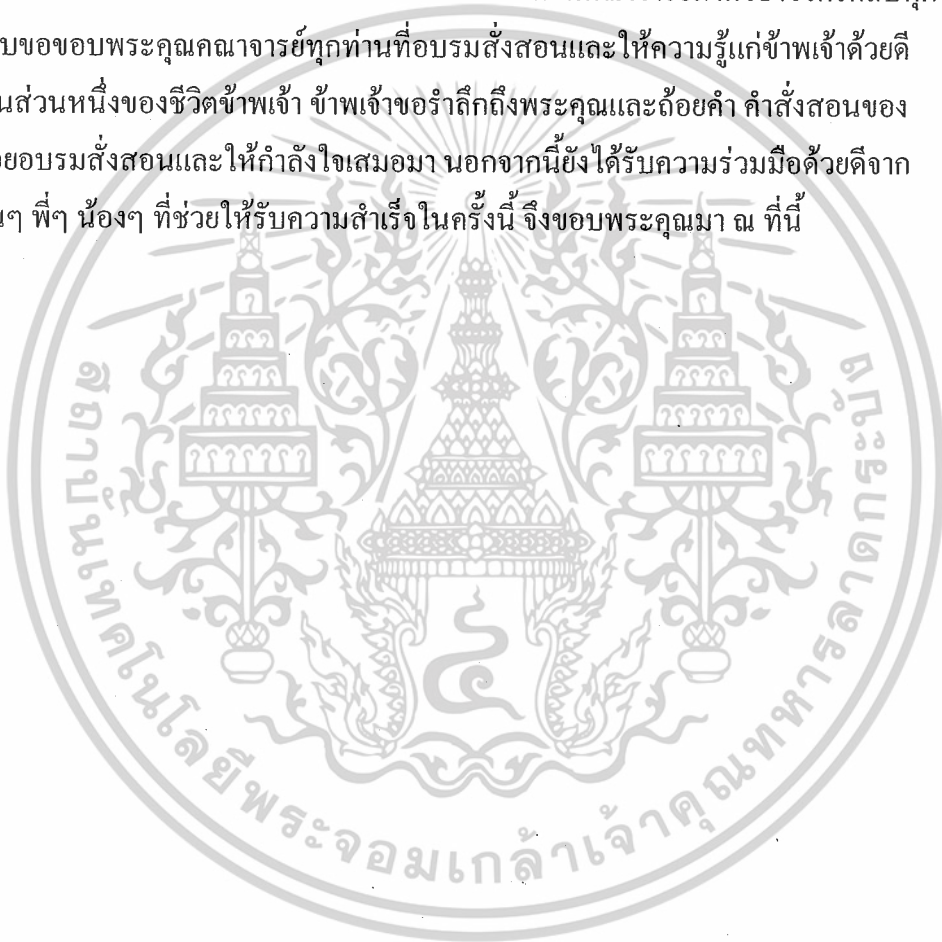 บขอขอบพระคุณคณาจารย์ทุกท่านที่อบรมสั่งสอนและให้ความรู้แก่ข้าพเจ้าด้วยดี
นส่วนหนึ่งของชีวิตข้าพเจ้า ข้าพเจ้าขอรำลึกถึงพระคุณและถ้อยคำ คำสั่งสอนของ
ยอบรมสั่งสอนและให้กำลังใจเสมอมา นอกจากนี้ยังได้รับความร่วมมือด้วยดีจาก
นๆ พี่ๆ น้องๆ ที่ช่วยให้รับความสำเร็จในครั้งนี้ จึงขอบพระคุณมา ณ ที่นี้
สถาบันเทคโนโลยีพระจอมเกล้าเจ้าคุณทหารลาดกระบัง
๔